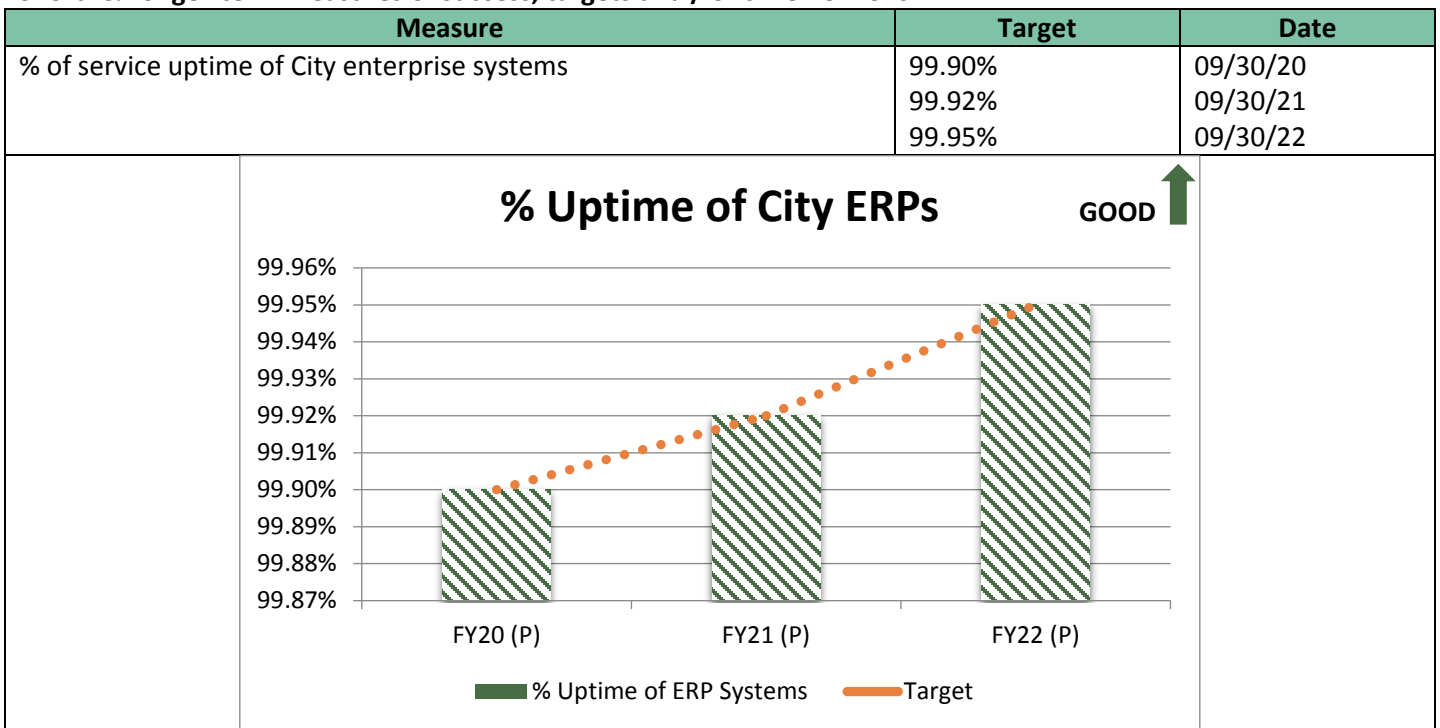 Measure Target Date
% of service uptime of City enterprise systems 99.90% 09/30/20
99.92% 09/30/21
99.95% 09/30/22
% Uptime of City ERPs GOOD
99.96%
99.95%
99.94%
99.93%
99.92%
99.91%
99.90%
99.89%
99.88%
99.87%
FY20 (P) FY21 (P) FY22 (P)
% Uptime of ERP Systems Target